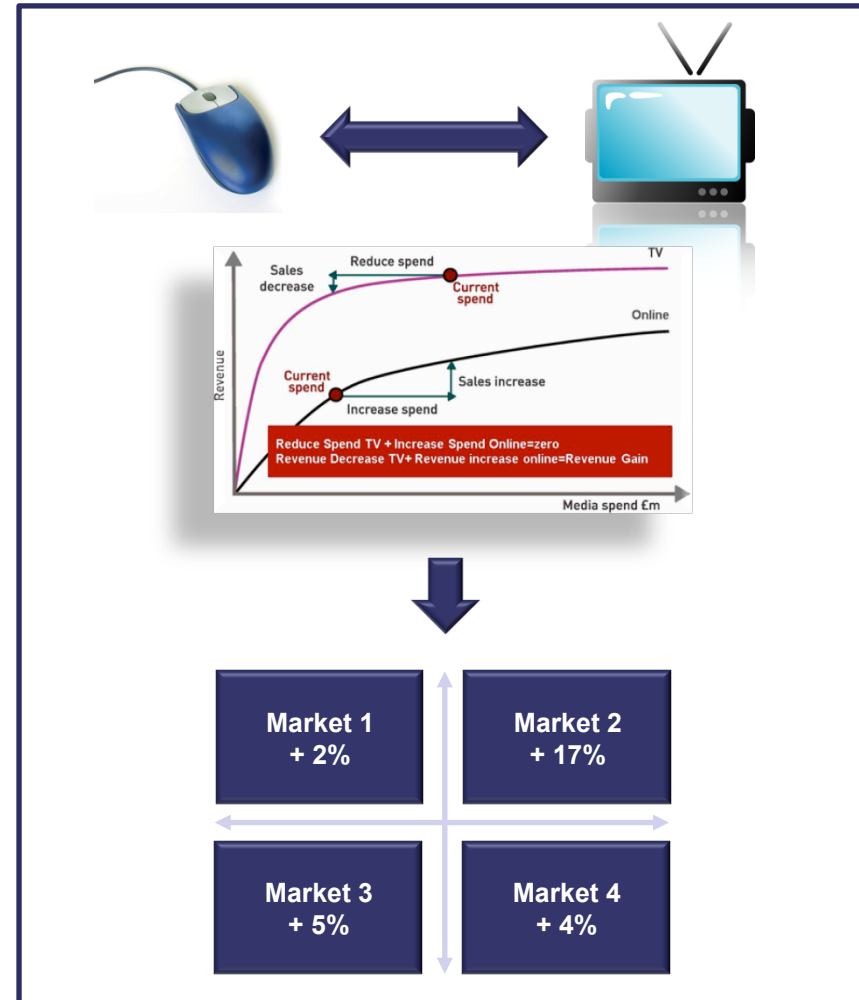 TV
Reduce spend
Sales
decrease
Current
spend
Online
Current
spend
Sales increase
Increase spend
Revenue
Reduce Spend TV + Increase Spend Online=zero
Revenue Decrease TV+ Revenue increase online=Revenue Gain
Media spend £m
Market 1
+ 2%
Market 2
+ 17%
Market 3
+ 5%
Market 4
+ 4%